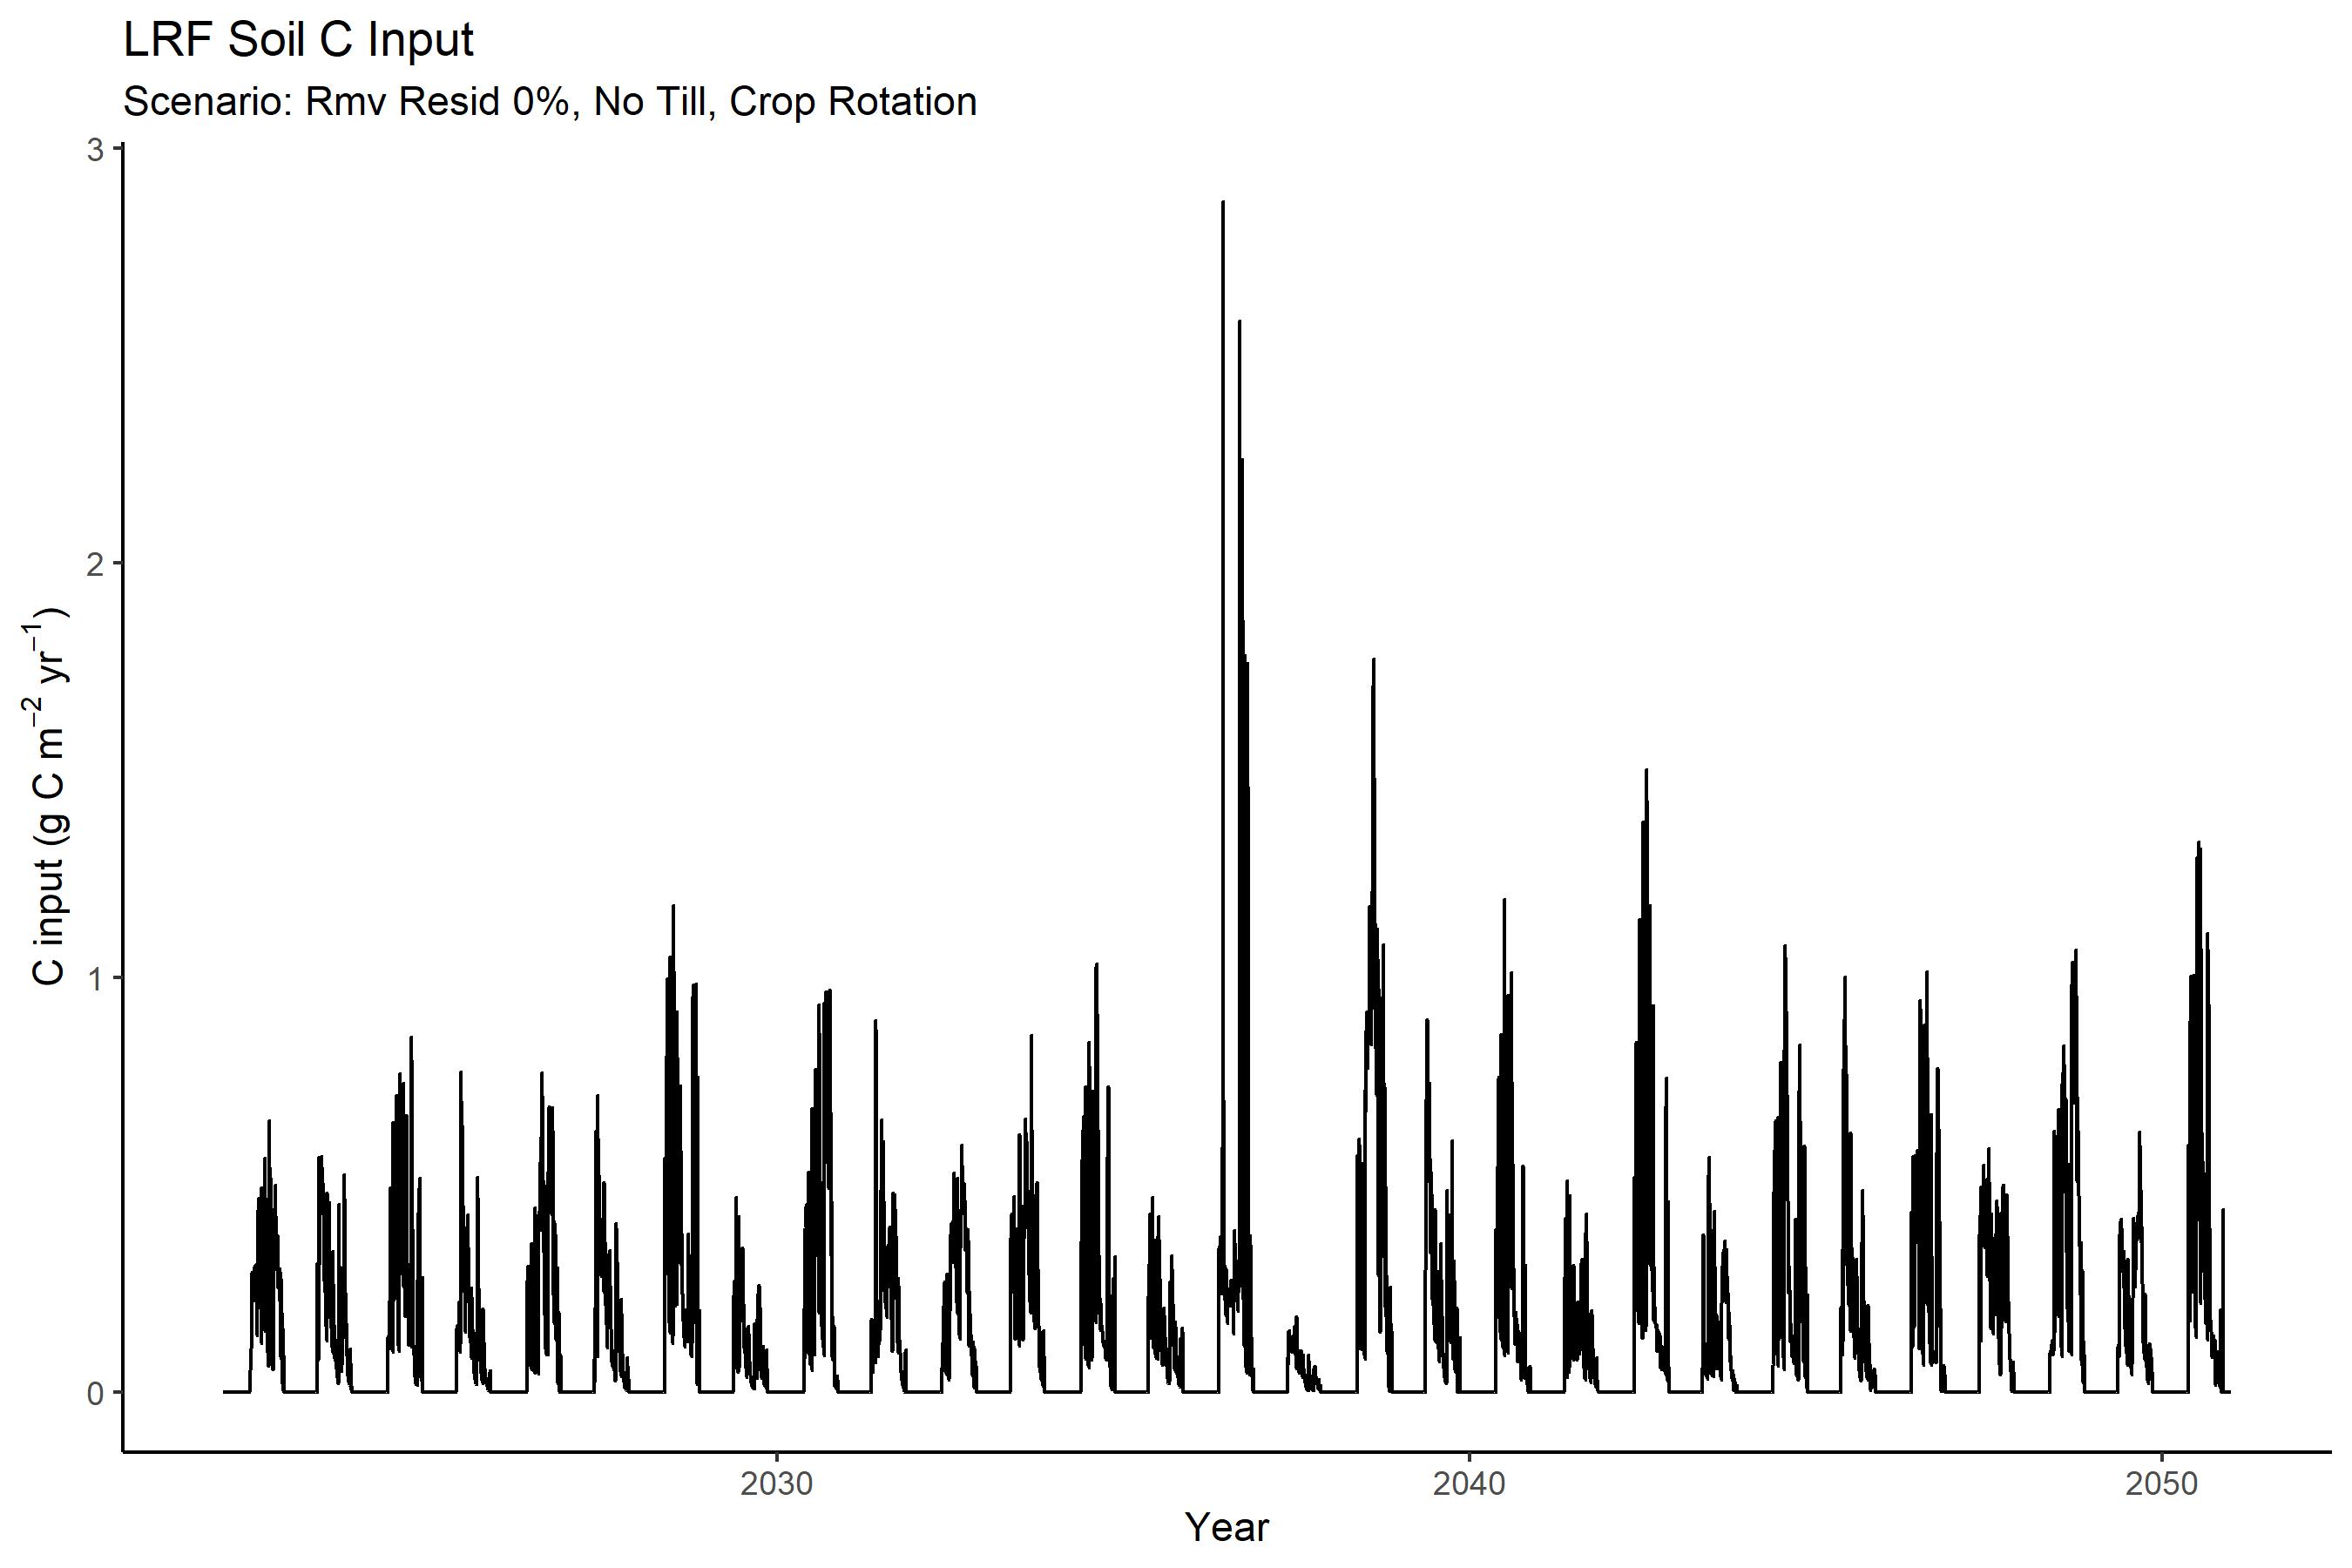 LRF Soil C Input
Scenario: Rmv Resid 0%, No Till, Crop Rotation
3
2
1
0
C input (g C m⁻² yr⁻¹)
2030 2040 2050
Year